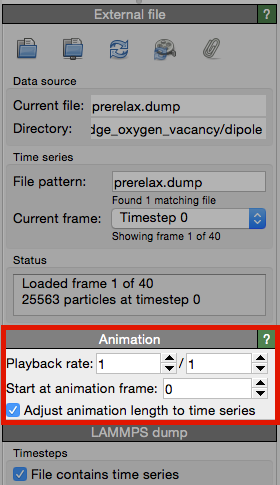 External file ?
Data source
Current file: prerelax.dump
Directory: dge_oxygen_vacancy/dipole
Time series
File pattern: prerelax.dump
Found 1 matching file
Current frame: Timestep 0
Showing frame 1 of 40
Status
Loaded frame 1 of 40
25563 particles at timestep 0
Animation ?
Playback rate: 1 / 1
Start at animation frame: 0
Adjust animation length to time series
LAMMPS dump
Timesteps
File contains time series